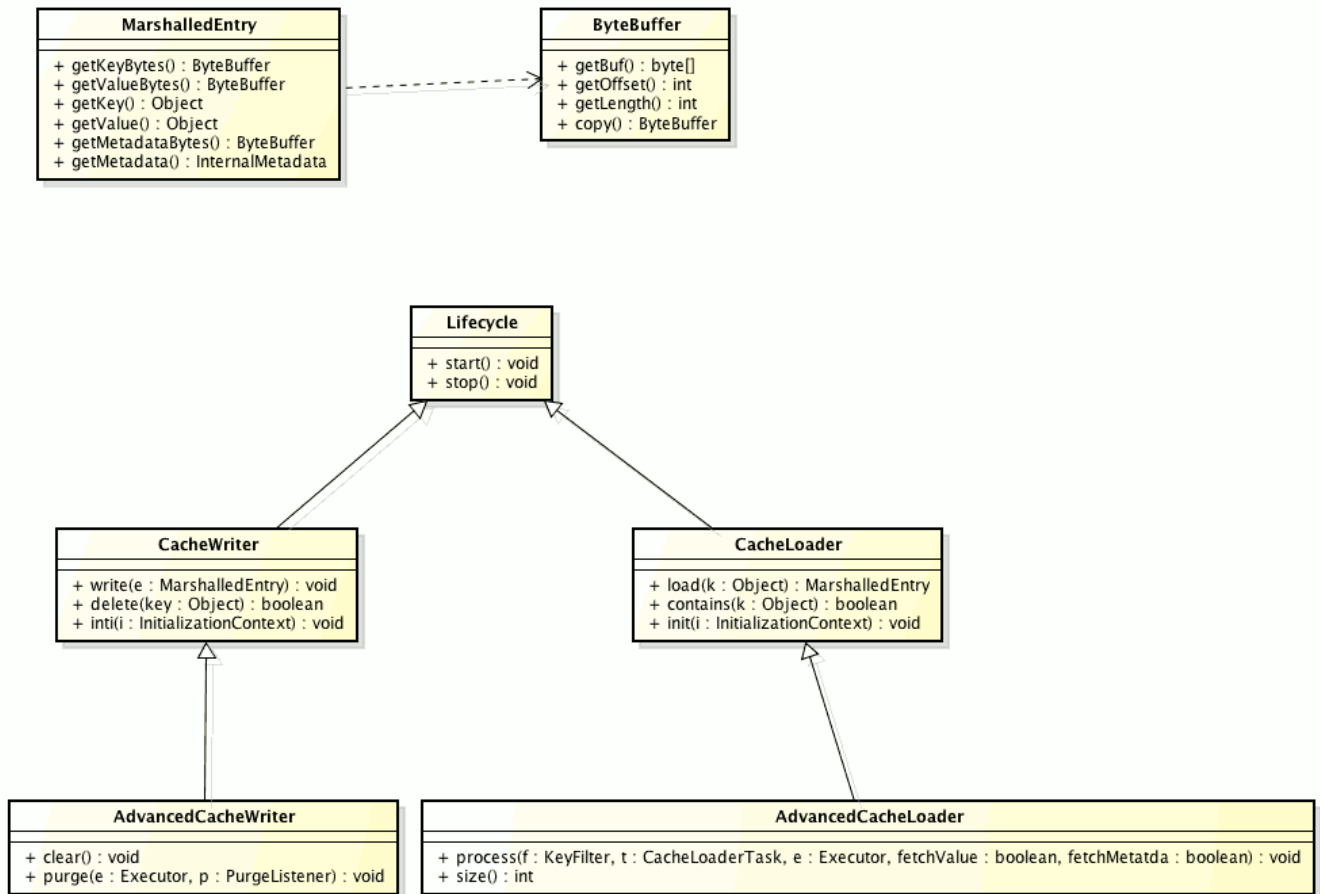 MarshalledEntry
+ getKeyBytes() : ByteBuffer
+ getValueBytes() : ByteBuffer
+ getKey() : Object
+ getValue() : Object
+ getMetadataBytes() : ByteBuffer
+ getMetadata() : InternalMetadata
ByteBuffer
+ getBuf() : byte[]
+ getOffset() : int
+ getLength() : int
+ copy() : ByteBuffer
Lifecycle
+ start() : void
+ stop() : void
CacheWriter
+ write(e : MarshalledEntry) : void
+ delete(key : Object) : boolean
+ inti(i : InitializationContext) : void
CacheLoader
+ load(k : Object) : MarshalledEntry
+ contains(k : Object) : boolean
+ init(i : InitializationContext) : void
AdvancedCacheWriter
+ clear() : void
+ purge(e : Executor, p : PurgeListener) : void
AdvancedCacheLoader
+ process(f : KeyFilter, t : CacheLoaderTask, e : Executor, fetchValue : boolean, fetchMetatda : boolean) : void
+ size() : int